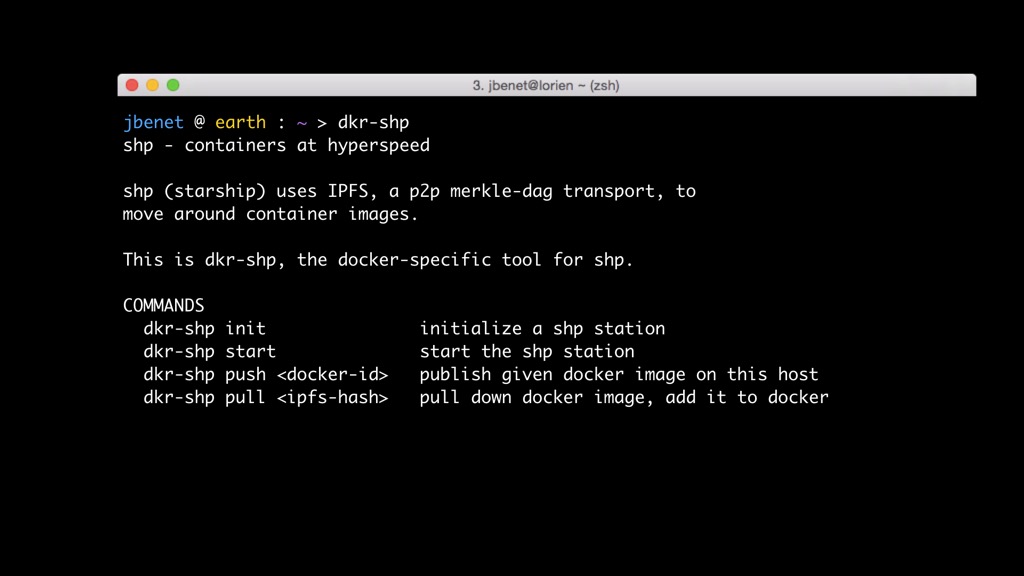 3. jbenet@lorien ~ (zsh)
jbenet @ earth : ~ > dkr-shp
shp - containers at hyperspeed
shp (starship) uses IPFS, a p2p merkle-dag transport, to
move around container images.
This is dkr-shp, the docker-specific tool for shp.
COMMANDS
dkr-shp init initialize a shp station
dkr-shp start start the shp station
dkr-shp push <docker-id> publish given docker image on this host
dkr-shp pull <ipfs-hash> pull down docker image, add it to docker